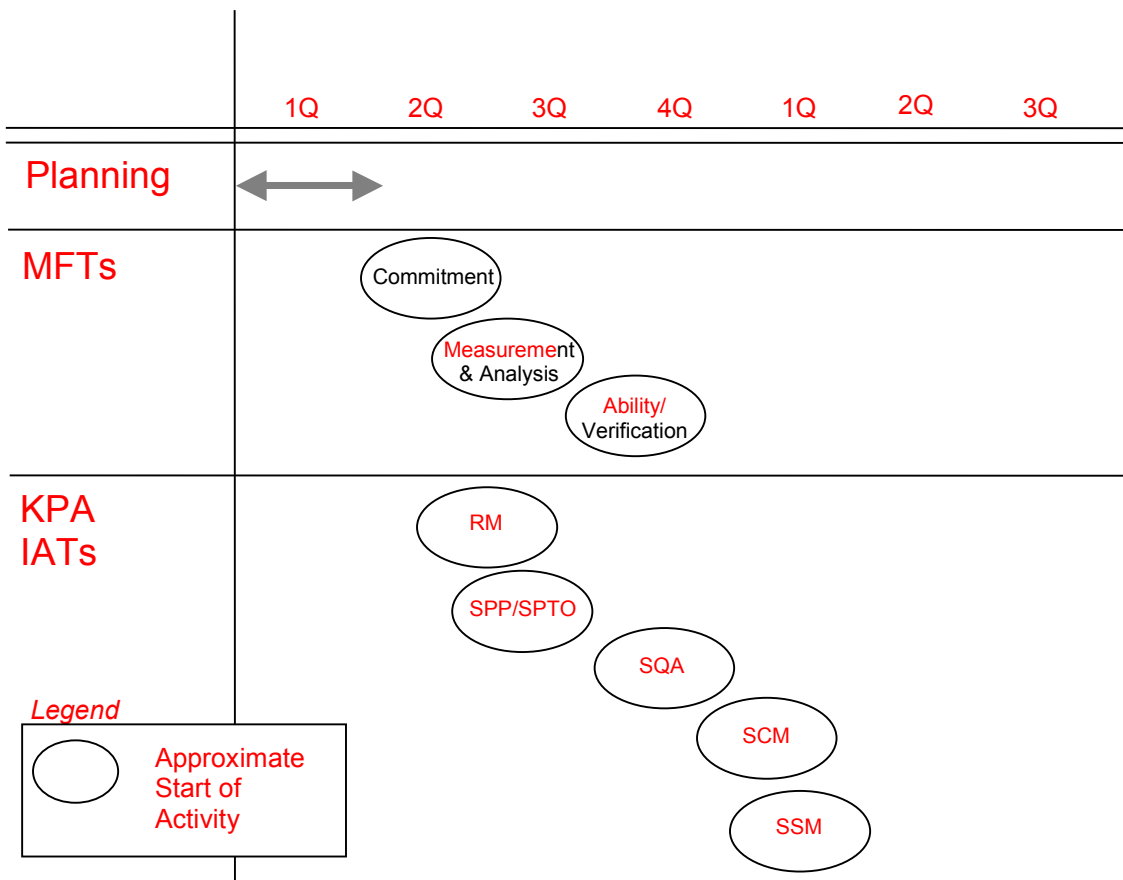 1Q 2Q 3Q 4Q 1Q 2Q 3Q
Planning
MFTs
Commitment
Measurement
& Analysis
Ability/
Verification
KPA
IATs
RM
SPP/SPTO
SQA
SCM
SSM
Legend
Approximate
Start of
Activity